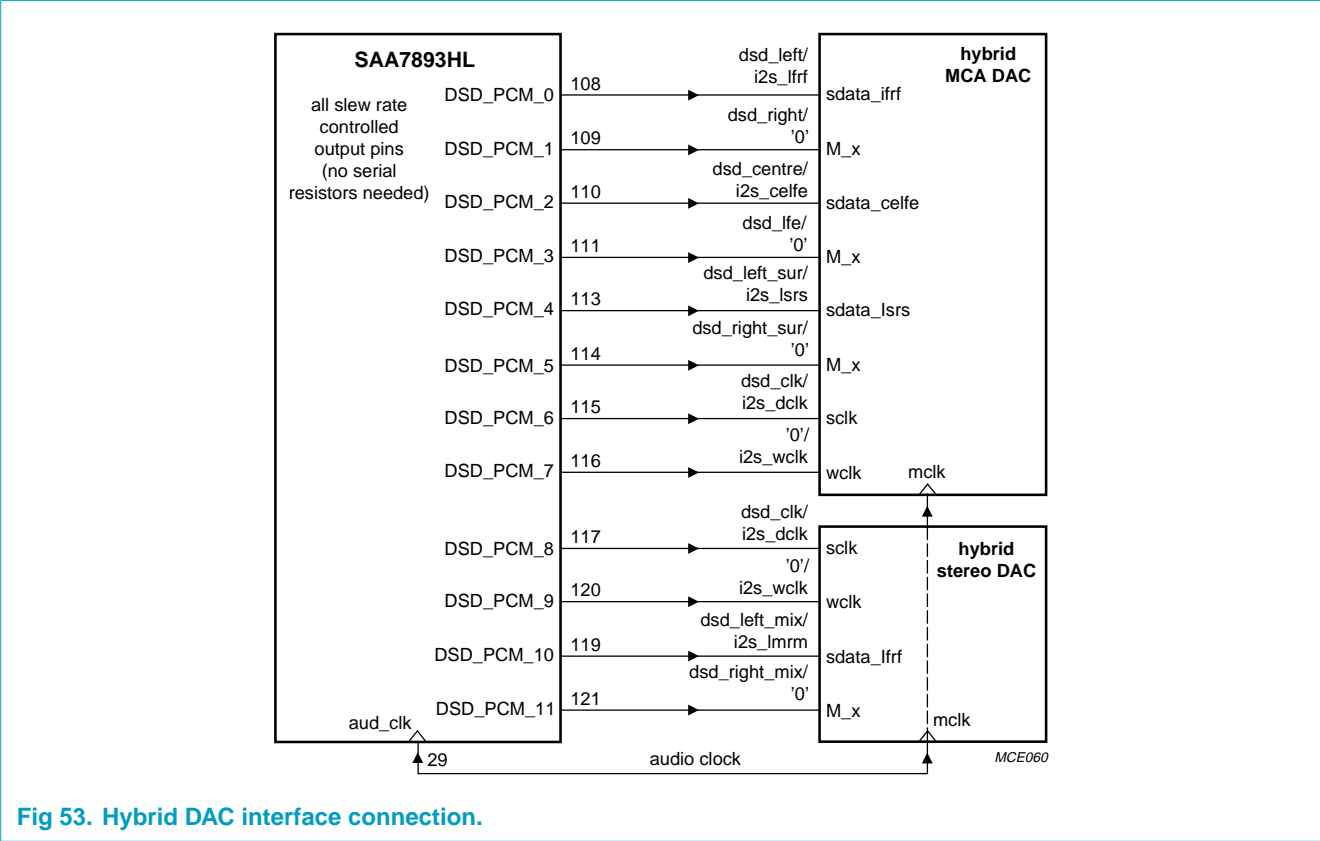 SAA7893HL
all slew rate
controlled
output pins
(no serial
resistors needed)
DSD_PCM_0
108
dsd_left/
i2s_lfrf
sdata_ifrf
hybrid
MCA DAC
DSD_PCM_1
109
dsd_right/
'0'
M_x
DSD_PCM_2
110
dsd_centre/
i2s_celfe
sdata_celfe
DSD_PCM_3
111
dsd_lfe/
'0'
M_x
DSD_PCM_4
113
dsd_left_sur/
i2s_lsrs
sdata_lsrs
DSD_PCM_5
114
dsd_right_sur/
'0'
M_x
DSD_PCM_6
115
dsd_clk/
i2s_dclk
sclk
DSD_PCM_7
116
'0'/
i2s_wclk
wclk
mclk
DSD_PCM_8
117
dsd_clk/
i2s_dclk
sclk
hybrid
stereo DAC
DSD_PCM_9
120
'0'/
i2s_wclk
wclk
DSD_PCM_10
119
dsd_left_mix/
i2s_lmrm
sdata_lfrf
DSD_PCM_11
121
dsd_right_mix/
'0'
M_x
mclk
aud_clk
29
audio clock
MCE060
Fig 53. Hybrid DAC interface connection.